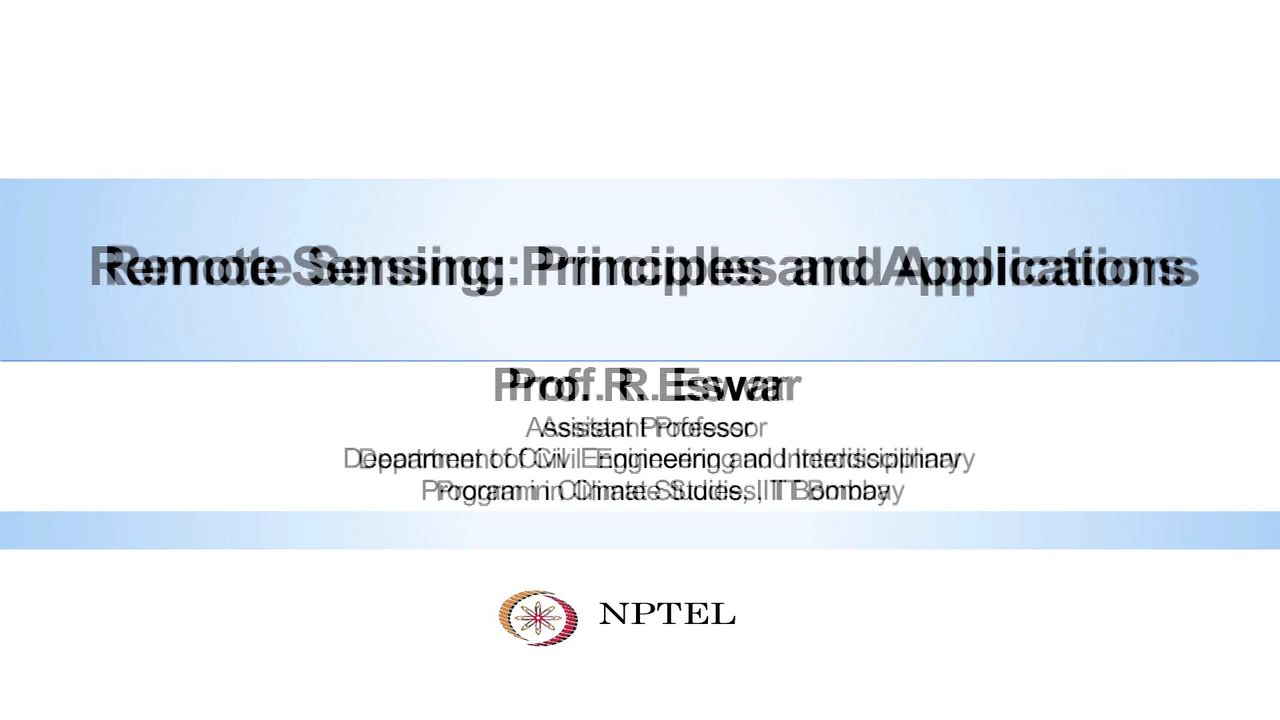 Remote Sensing: Principles and Applications
Prof. R. Eswar
Assistant Professor
Department of Civil Engineering and Interdisciplinary
Program in Climate Studies, IIT Bombay
NPTEL